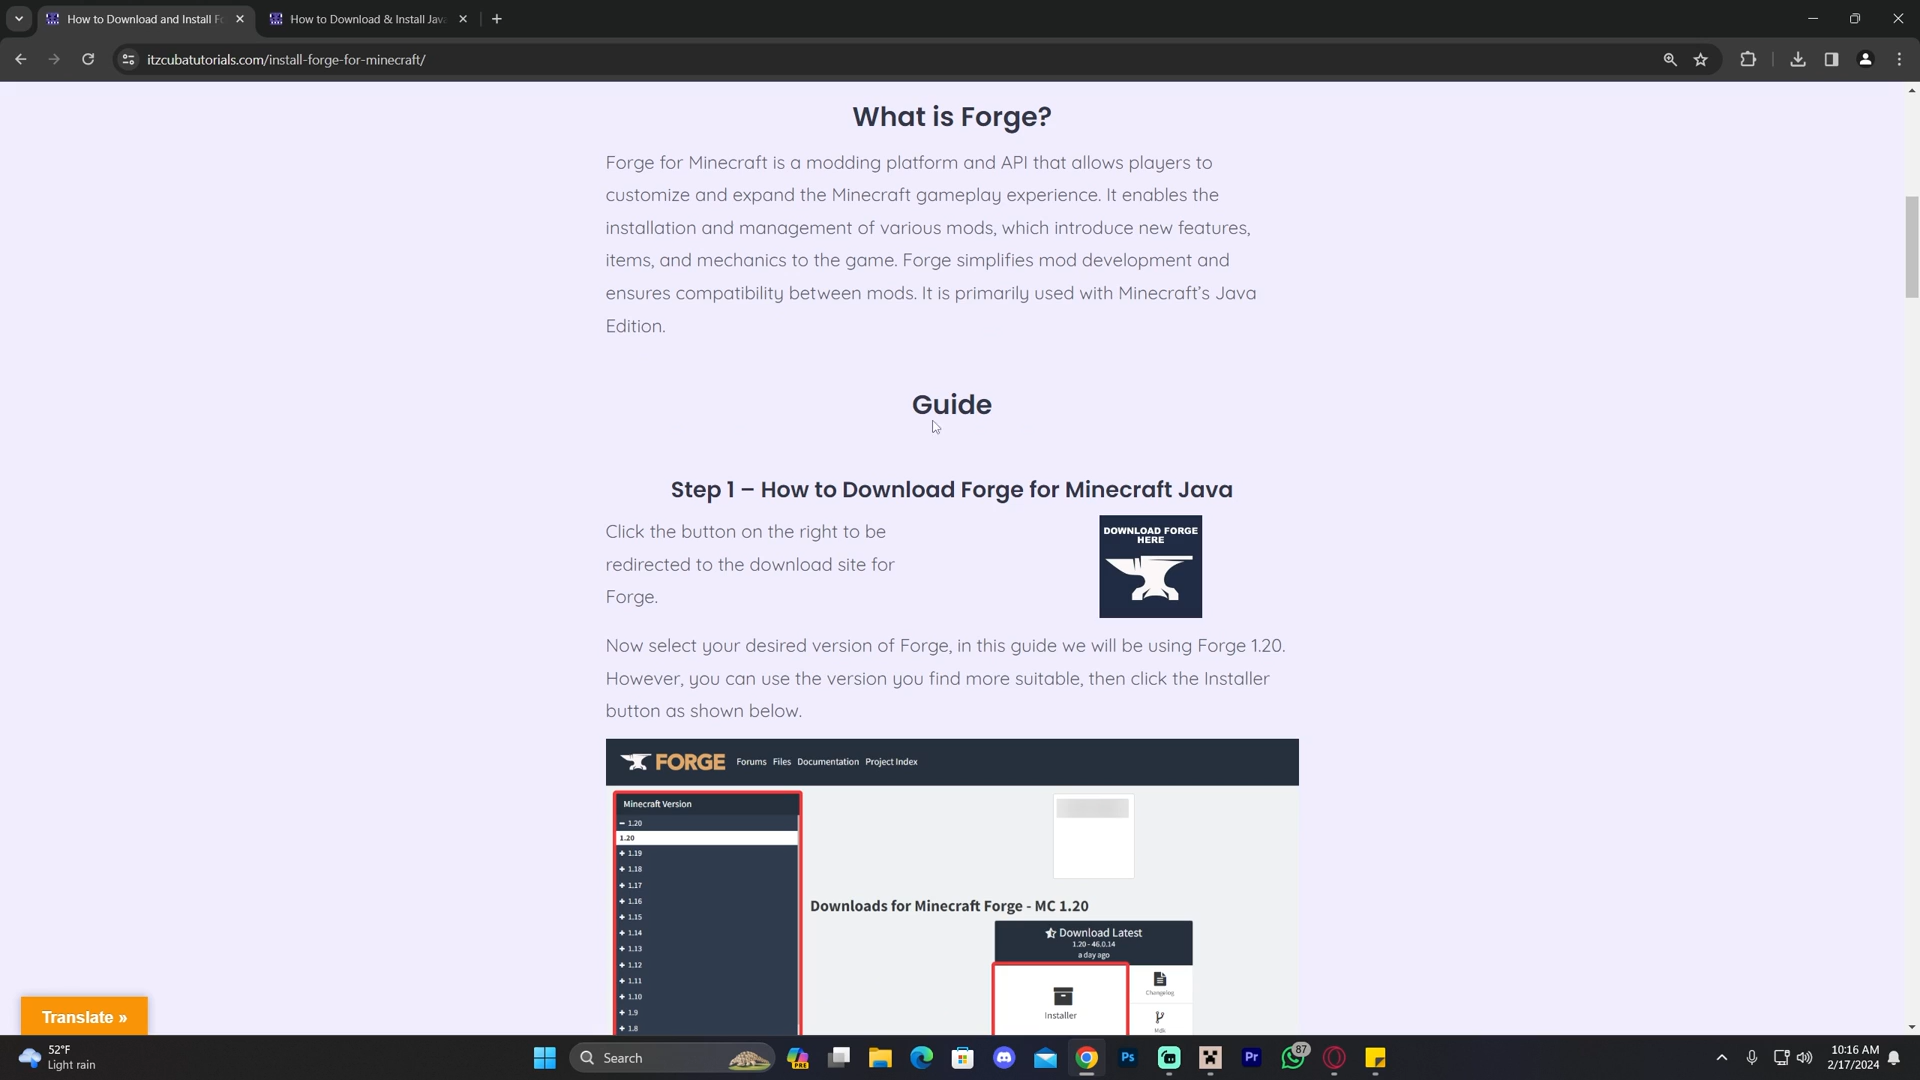 How to Download and Install Fo
How to Download & Install Jav
itzcubatutorials.com/install-forge-for-minecraft/
What is Forge?
Forge for Minecraft is a modding platform and API that allows players to
customize and expand the Minecraft gameplay experience. It enables the
installation and management of various mods, which introduce new features,
items, and mechanics to the game. Forge simplifies mod development and
ensures compatibility between mods. It is primarily used with Minecraft’s Java
Edition.
Guide
Step 1 – How to Download Forge for Minecraft Java
Click the button on the right to be
redirected to the download site for
Forge.
DOWNLOAD FORGE
HERE
Now select your desired version of Forge, in this guide we will be using Forge 1.20.
However, you can use the version you find more suitable, then click the Installer
button as shown below.
FORGE Forums Files Documentation Project Index
Minecraft Version
1.20
1.20
1.19
1.18
1.17
1.16
1.15
1.14
1.13
1.12
1.11
1.10
1.9
1.8
Downloads for Minecraft Forge - MC 1.20
Download Latest
1.20 - 46.0.14
a day ago
Installer
Changelog
Mdk
Translate »
52°F
Light rain
Search
PRE
Ps
Pr
87
10:16 AM
2/17/2024